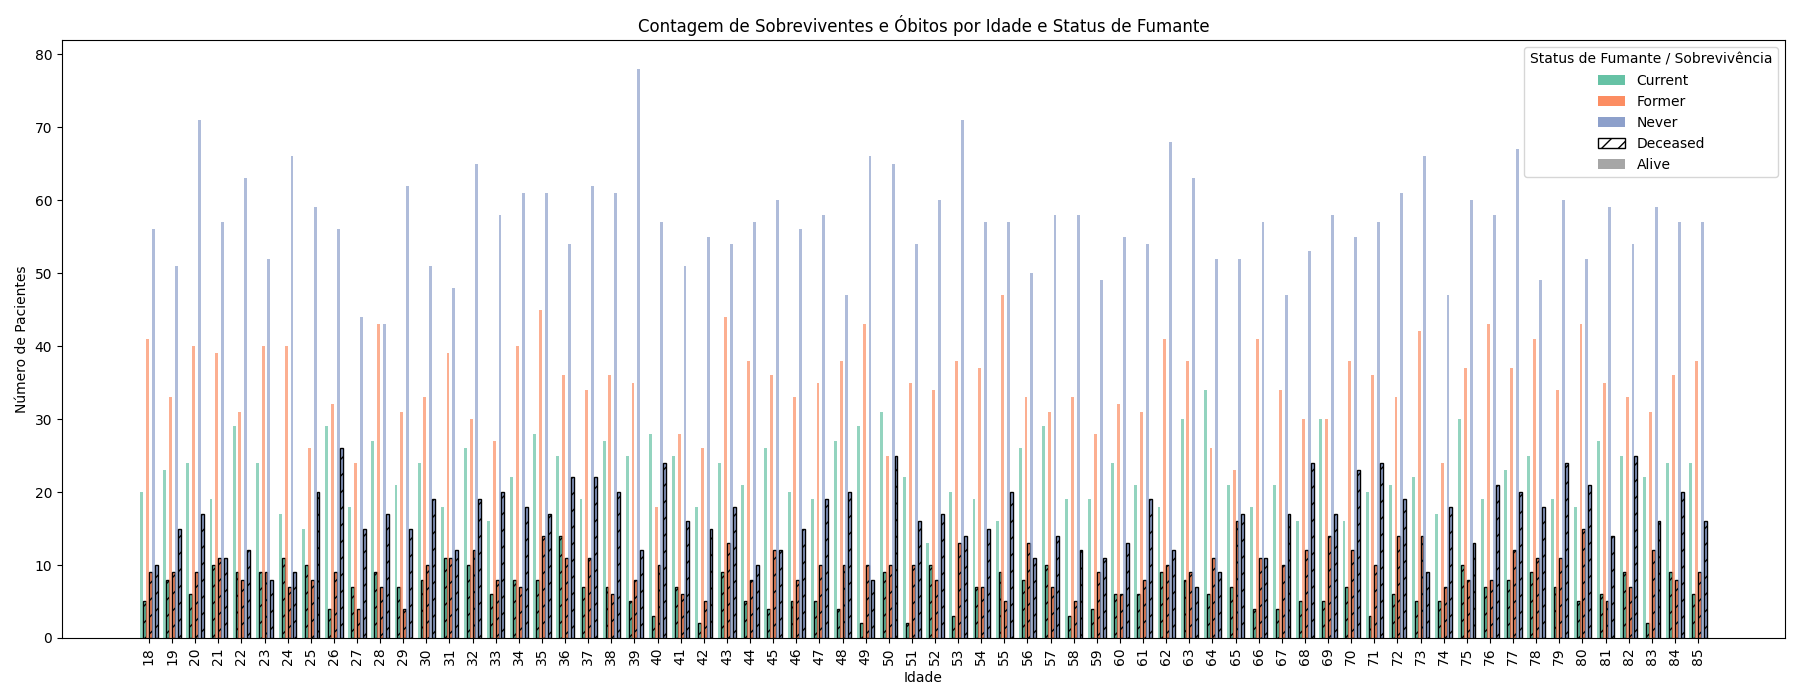 Contagem de Sobreviventes e Óbitos por Idade e Status de Fumante
Número de Pacientes
80
70
60
50
40
30
20
10
0
Status de Fumante / Sobrevivência
Current
Former
Never
Deceased
Alive
18 19 20 21 22 23 24 25 26 27 28 29 30 31 32 33 34 35 36 37 38 39 40 41 42 43 44 45 46 47 48 49 50 51 52 53 54 55 56 57 58 59 60 61 62 63 64 65 66 67 68 69 70 71 72 73 74 75 76 77 78 79 80 81 82 83 84 85
Idade